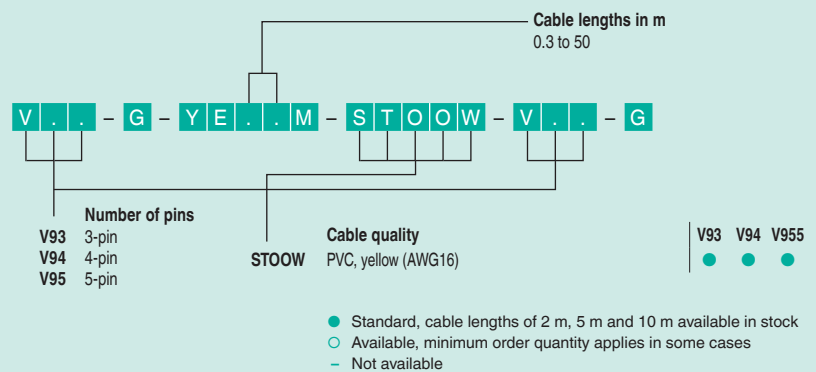 Cable lengths in m
0.3 to 50
V . . – G – Y E . . M – S T O O W – V . . – G
Number of pins
V93 3-pin
V94 4-pin
V95 5-pin
Cable quality
STOOW PVC, yellow (AWG16)
V93 V94 V955
● ● ●
● Standard, cable lengths of 2 m, 5 m and 10 m available in stock
○ Available, minimum order quantity applies in some cases
– Not available